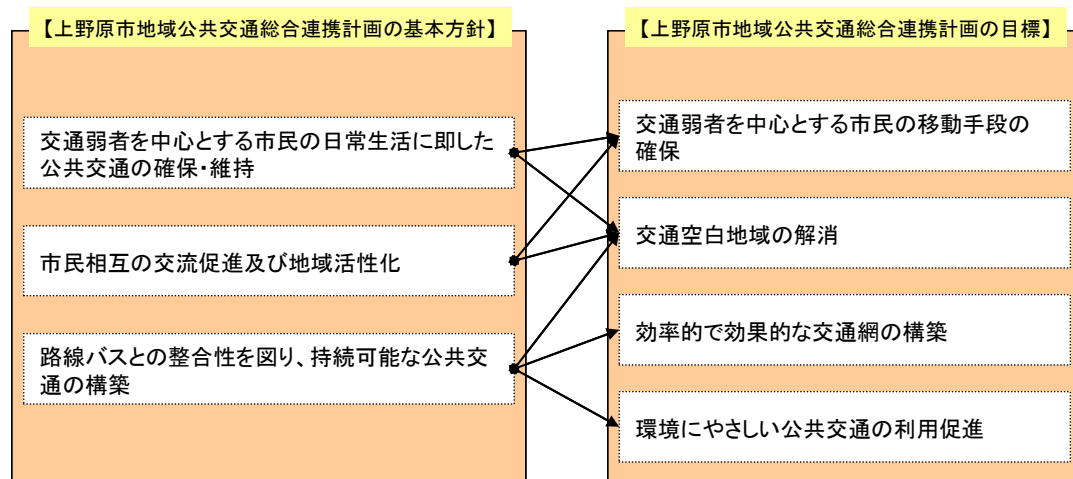 【上野原市地域公共交通総合連携計画の基本方針】
交通弱者を中心とする市民の日常生活に即した
公共交通の確保・維持
市民相互の交流促進及び地域活性化
路線バスとの整合性を図り、持続可能な公共交
通の構築
【上野原市地域公共交通総合連携計画の目標】
交通弱者を中心とする市民の移動手段の
確保
交通空白地域の解消
効率的で効果的な交通網の構築
環境にやさしい公共交通の利用促進